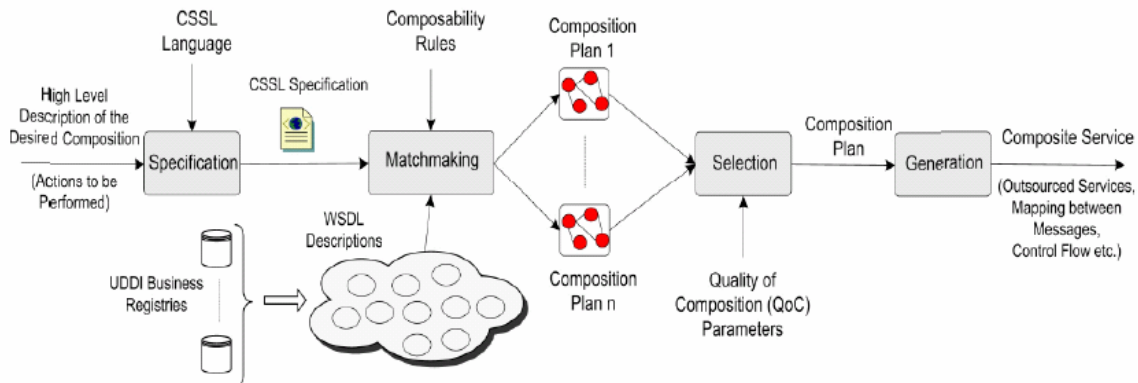 CSSL
Language
High Level
Description of the
Desired Composition
(Actions to be
Performed)
Specification
CSSL Specification
Composability
Rules
Matchmaking
UDDI Business
Registries
WSDL
Descriptions
Composition
Plan 1
Composition
Plan n
Selection
Quality of
Composition (QoC)
Parameters
Composition
Plan
Generation
Composite Service
(Outsourced Services,
Mapping between
Messages,
Control Flow etc.)